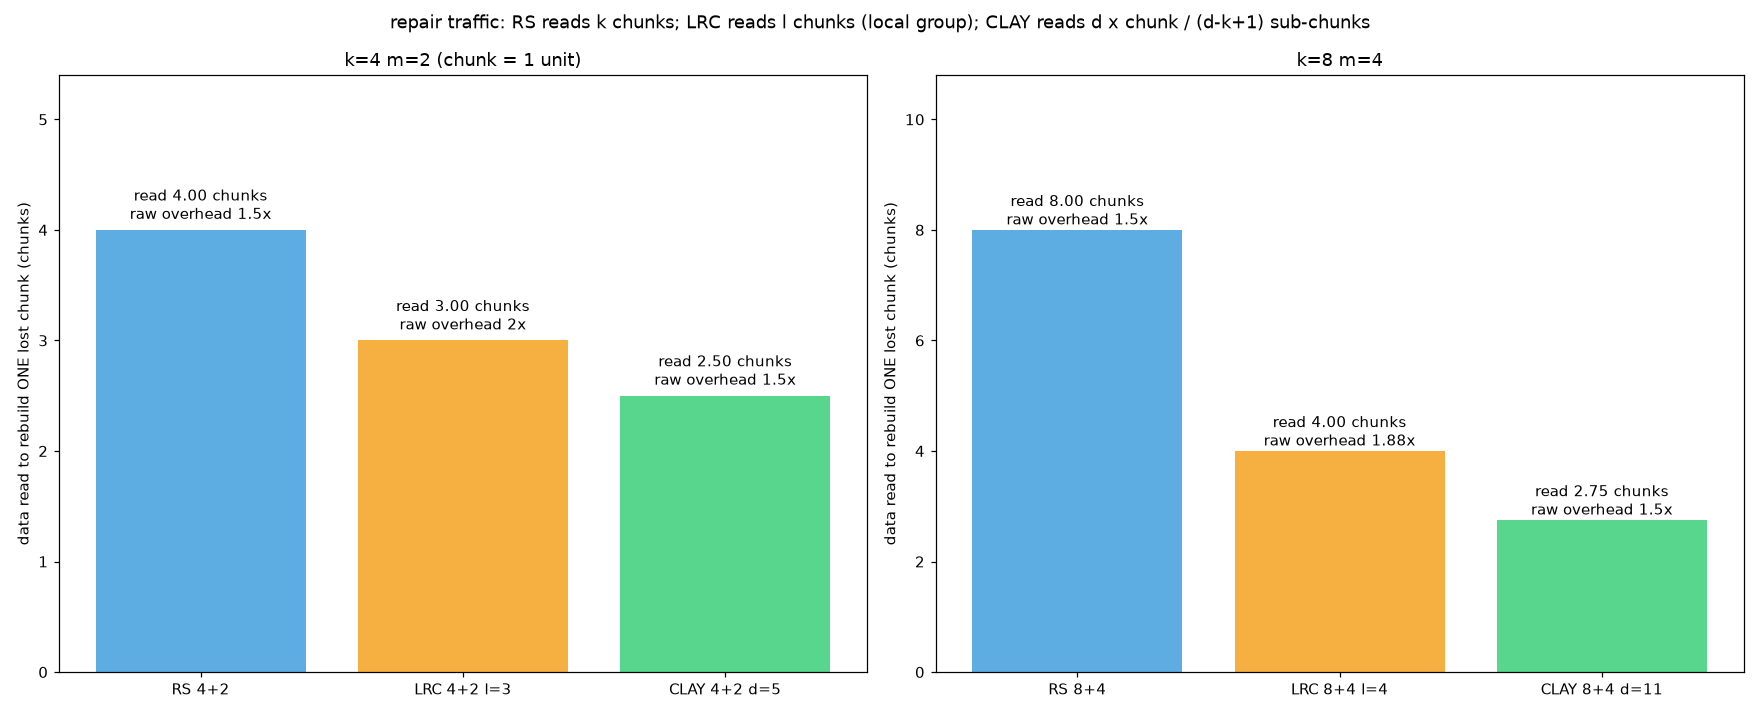 repair traffic: RS reads k chunks; LRC reads l chunks (local group); CLAY reads d x chunk / (d-k+1) sub-chunks
k=4 m=2 (chunk = 1 unit)
data read to rebuild ONE lost chunk (chunks)
5
4
3
2
1
0
read 4.00 chunks
raw overhead 1.5x
read 3.00 chunks
raw overhead 2x
read 2.50 chunks
raw overhead 1.5x
RS 4+2
LRC 4+2 l=3
CLAY 4+2 d=5
k=8 m=4
data read to rebuild ONE lost chunk (chunks)
10
8
6
4
2
0
read 8.00 chunks
raw overhead 1.5x
read 4.00 chunks
raw overhead 1.88x
read 2.75 chunks
raw overhead 1.5x
RS 8+4
LRC 8+4 l=4
CLAY 8+4 d=11